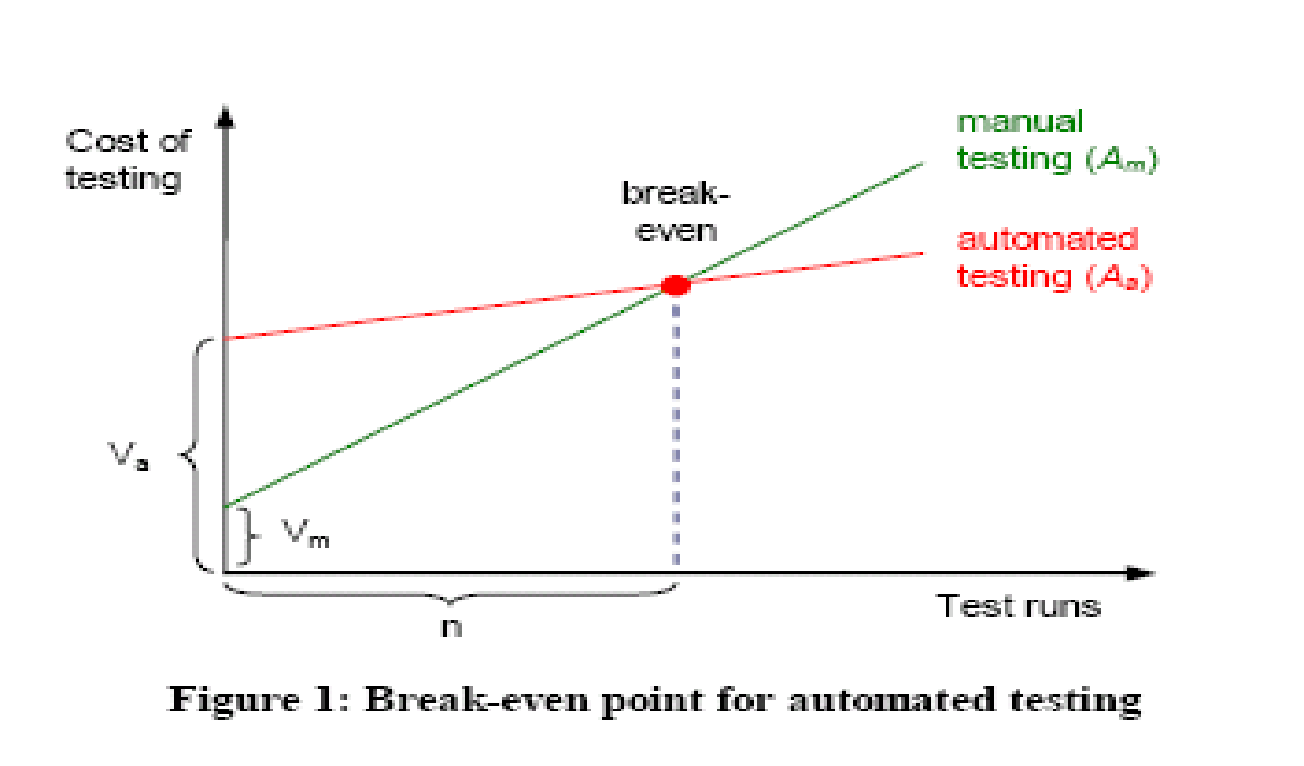 Cost of
testing
manual
testing (Am)
break-
even
automated
testing (Aa)
Va
Vm
n
Test runs
Figure 1: Break-even point for automated testing